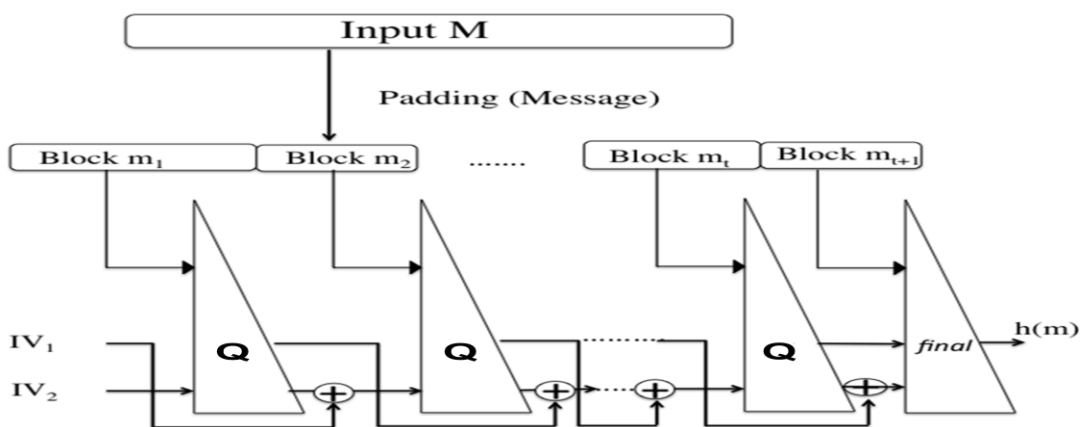 Input M
Padding (Message)
Block m₁ Block m₂ ....... Block mₜ Block mₜ₊₁
IV₁ Q Q Q final h(m)
IV₂